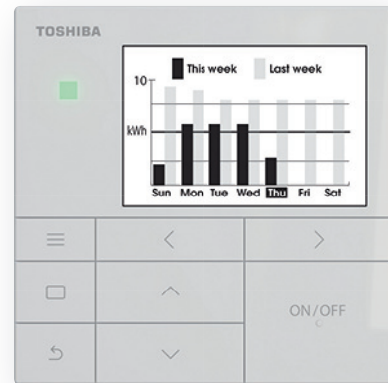 TOSHIBA
This week Last week
10
kWh
Sun Mon Tue Wed Thu Fri Sat
ON/OFF